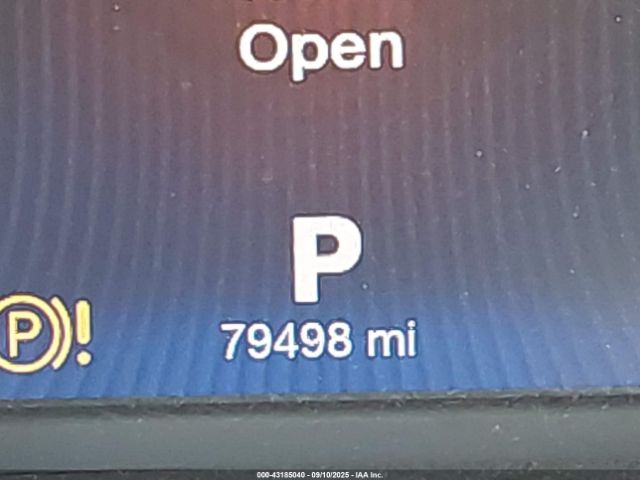 Open
P
79498 mi
(P)!
000-43185040 - 09/10/2025 - IAA Inc.